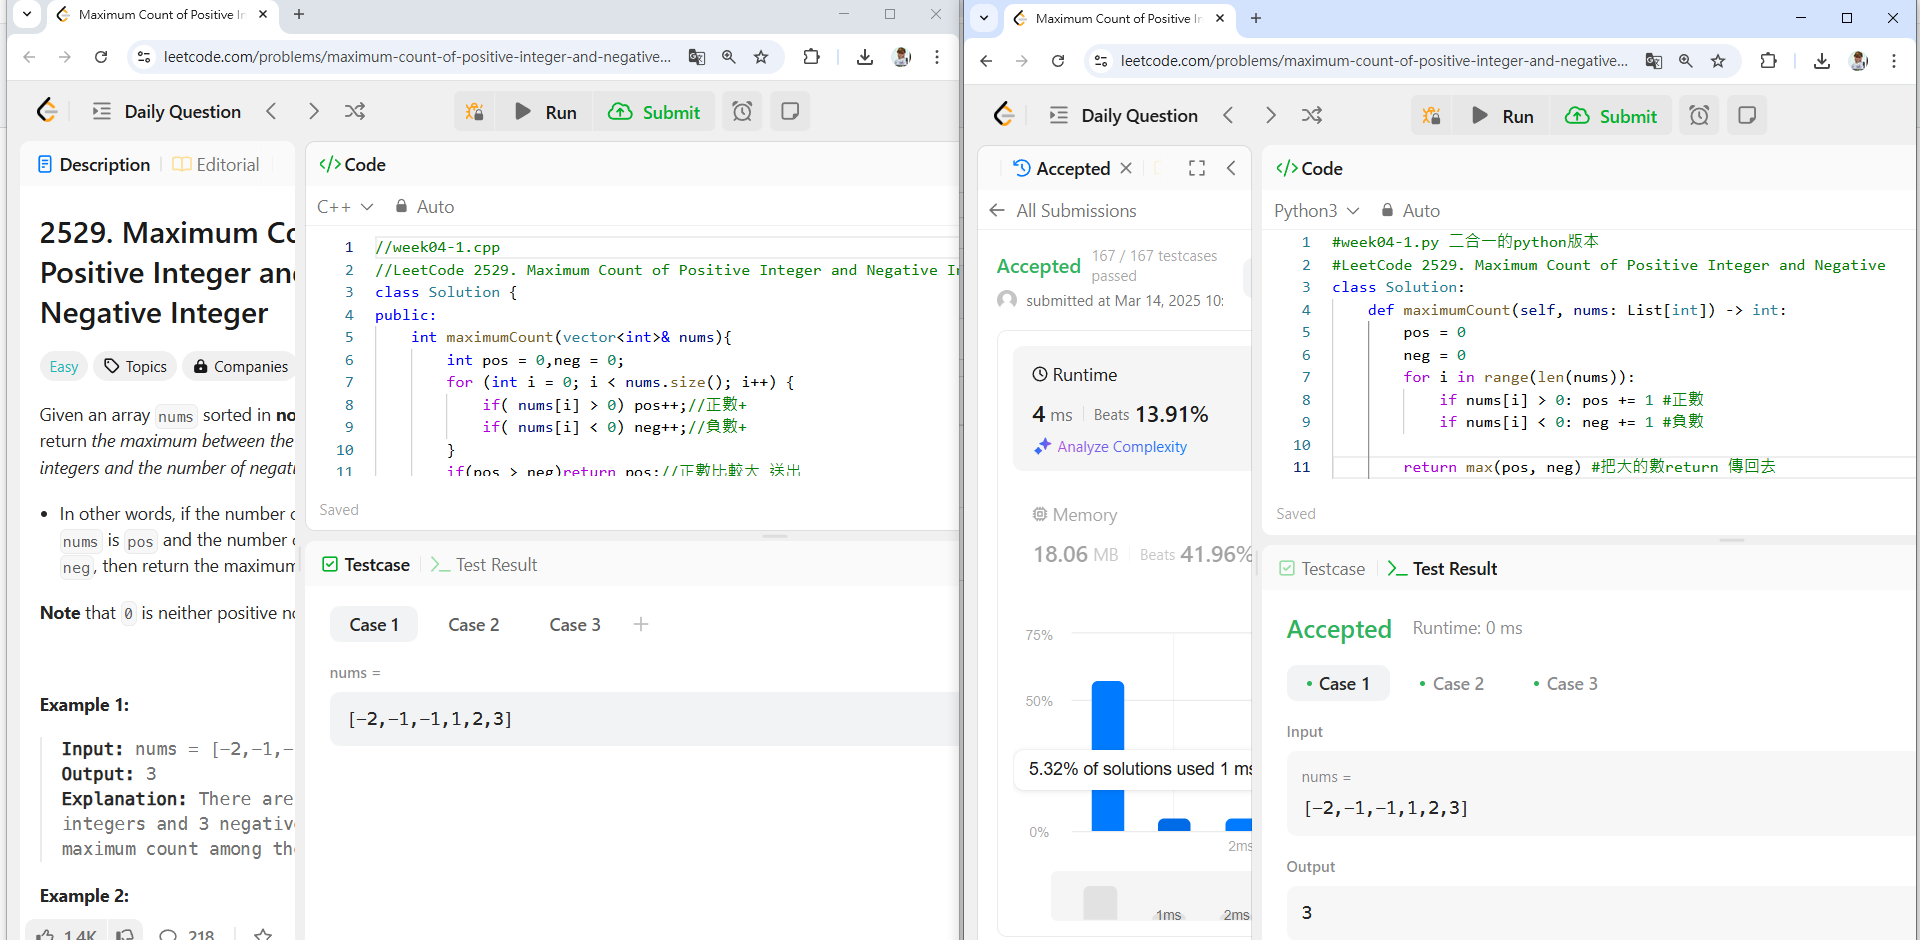 Maximum Count of Positive In
leetcode.com/problems/maximum-count-of-positive-integer-and-negative...
Daily Question
Run
Submit
Description
Editorial
2529. Maximum Co
Positive Integer an
Negative Integer
Easy
Topics
Companies
Given an array nums sorted in no
return the maximum between the
integers and the number of negati
• In other words, if the number o
nums is pos and the number o
neg, then return the maximum
Note that 0 is neither positive no
Example 1:
Input: nums = [-2,-1,-
Output: 3
Explanation: There are
integers and 3 negativ
maximum count among th
Example 2:
1.4K
218
</> Code
C++
Auto
1 //week04-1.cpp
2 //LeetCode 2529. Maximum Count of Positive Integer and Negative In
3 class Solution {
4 public:
5 int maximumCount(vector<int>& nums){
6 int pos = 0,neg = 0;
7 for (int i = 0; i < nums.size(); i++) {
8 if( nums[i] > 0) pos++;//正數+
9 if( nums[i] < 0) neg++;//負數+
10 }
11 if(pos > neg)return pos;//正數比較大 送出
Saved
Testcase
Test Result
Case 1
Case 2
Case 3
nums =
[-2,-1,-1,1,2,3]
Maximum Count of Positive In
leetcode.com/problems/maximum-count-of-positive-integer-and-negative...
Daily Question
Run
Submit
Accepted
All Submissions
Accepted
167 / 167 testcases
passed
submitted at Mar 14, 2025 10:
Runtime
4 ms
Beats 13.91%
Analyze Complexity
Memory
18.06 MB
Beats 41.96%
75%
50%
5.32% of solutions used 1 ms
0%
2ms
1ms
2ms
</> Code
Python3
Auto
1 #week04-1.py 二合一的python版本
2 #LeetCode 2529. Maximum Count of Positive Integer and Negative
3 class Solution:
4 def maximumCount(self, nums: List[int]) -> int:
5 pos = 0
6 neg = 0
7 for i in range(len(nums)):
8 if nums[i] > 0: pos += 1 #正數
9 if nums[i] < 0: neg += 1 #負數
10
11 return max(pos, neg) #把大的數return 傳回去
Saved
Testcase
Test Result
Accepted
Runtime: 0 ms
Case 1
Case 2
Case 3
Input
nums =
[-2,-1,-1,1,2,3]
Output
3